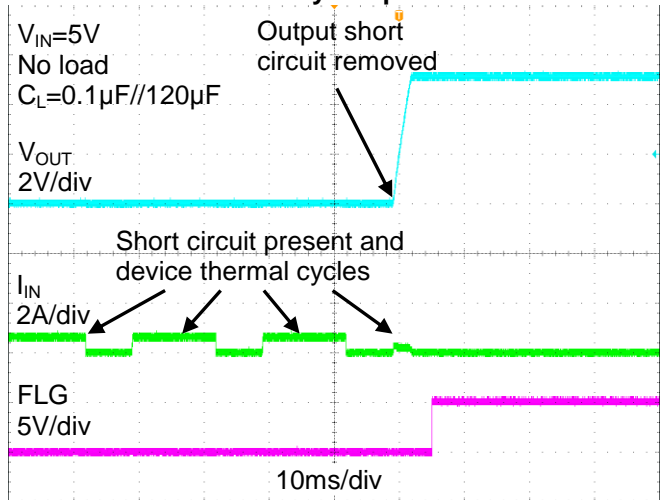 V_IN=5V
No load
C_L=0.1µF//120µF
Output short
circuit removed
T
V_OUT
2V/div
Short circuit present and
device thermal cycles
I_IN
2A/div
FLG
5V/div
10ms/div